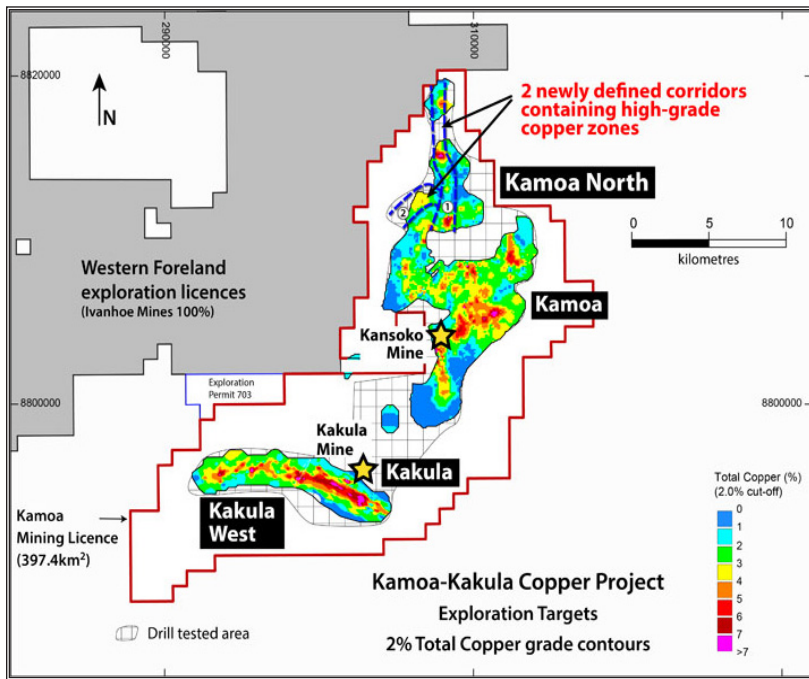 290000
310000
8820000
N
2 newly defined corridors
containing high-grade
copper zones
Kamoa North
1
2
0
5
10
kilometres
Western Foreland
exploration licences
(Ivanhoe Mines 100%)
Kamoa
Kansoko
Mine
Exploration
Permit 703
8800000
8800000
Kakula
Mine
Kakula
Kakula
West
Kamoa
Mining Licence
(397.4km²)
Total Copper (%)
(2.0% cut-off)
0
1
2
3
4
5
6
7
>7
Kamoa-Kakula Copper Project
Exploration Targets
2% Total Copper grade contours
Drill tested area